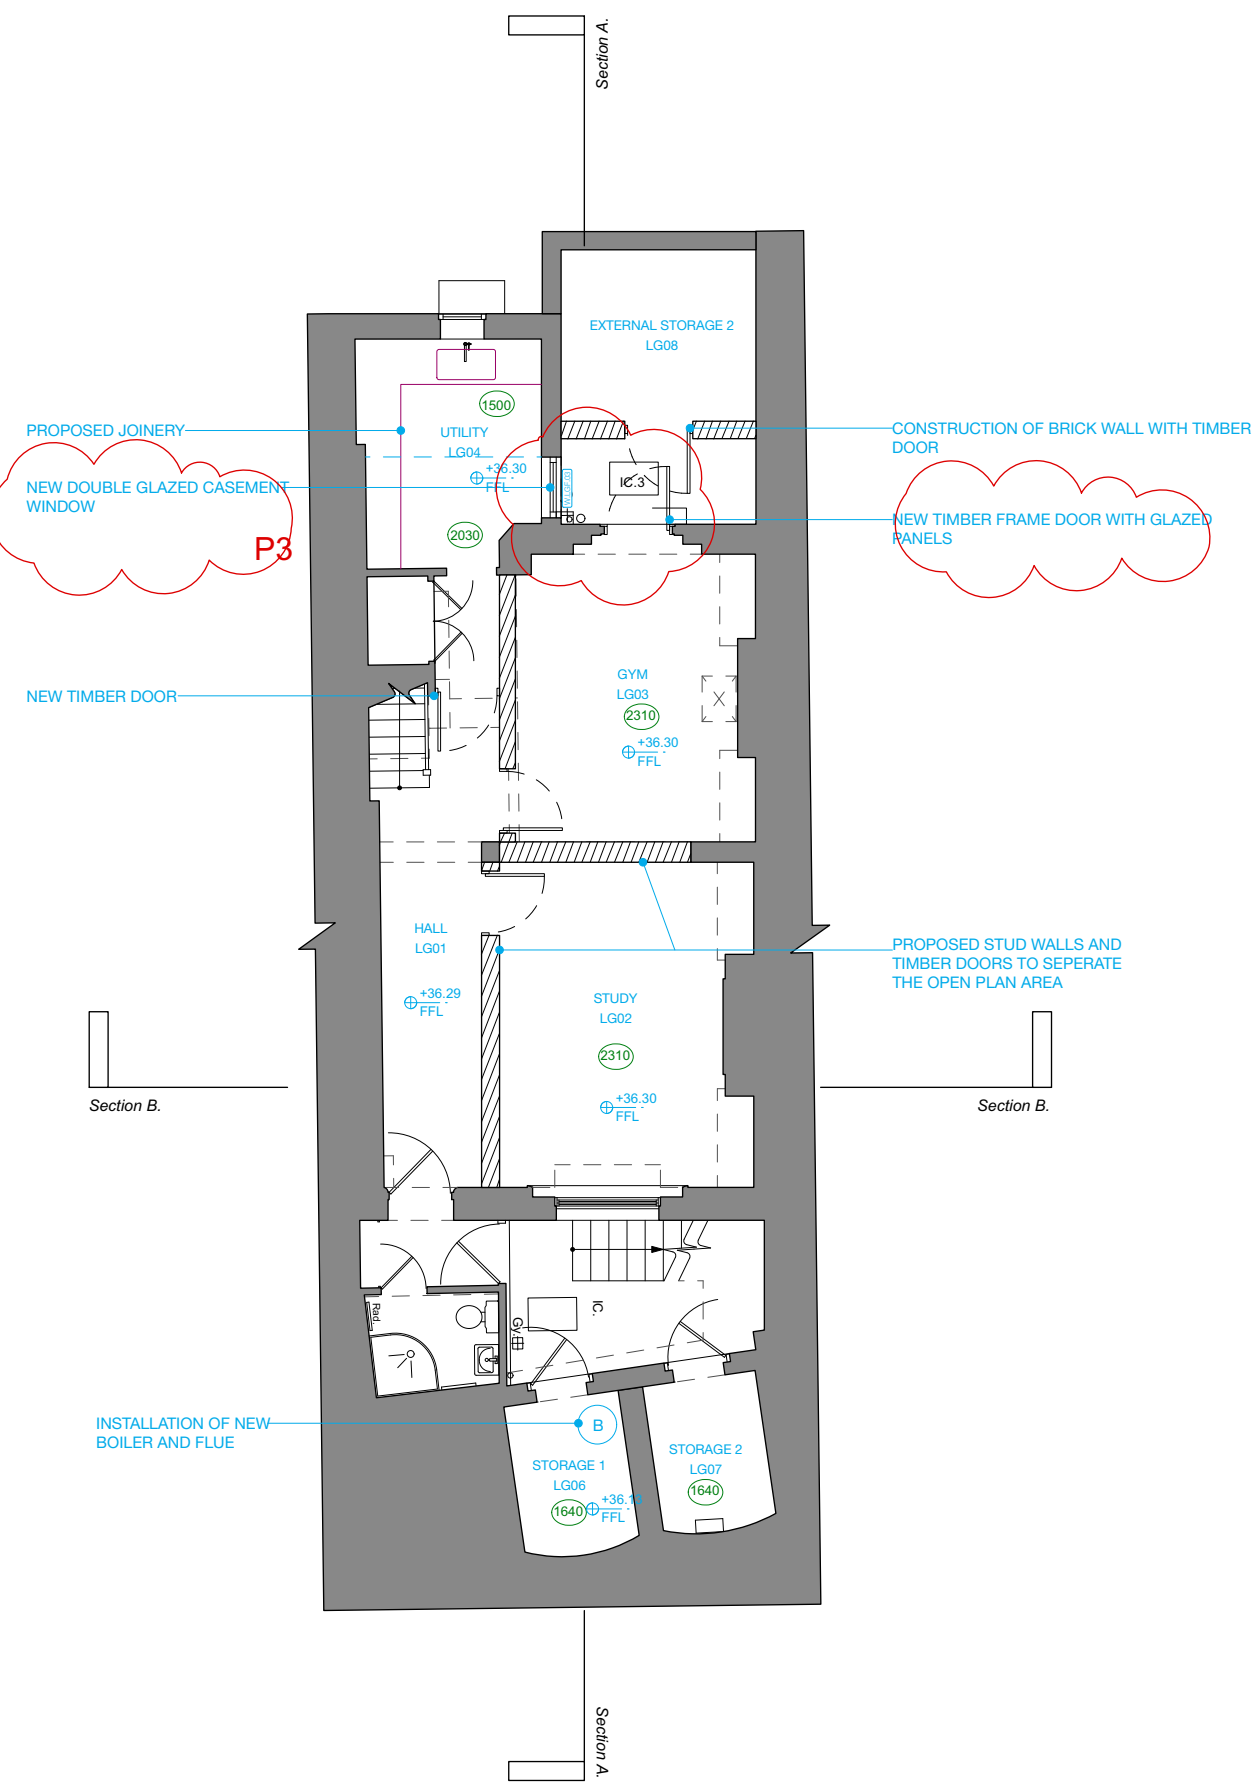 Section A.
EXTERNAL STORAGE 2
LG08
1500
PROPOSED JOINERY
UTILITY
LG04
CONSTRUCTION OF BRICK WALL WITH TIMBER
DOOR
+36.30
FFL
W.LGF.03
IC.3
NEW DOUBLE GLAZED CASEMENT
WINDOW
P3
NEW TIMBER FRAME DOOR WITH GLAZED
PANELS
2030
GYM
LG03
2310
+36.30
FFL
NEW TIMBER DOOR
HALL
LG01
PROPOSED STUD WALLS AND
TIMBER DOORS TO SEPERATE
THE OPEN PLAN AREA
+36.29
FFL
STUDY
LG02
2310
+36.30
FFL
Section B.
Section B.
Rad.
IC.
Gy.
INSTALLATION OF NEW
BOILER AND FLUE
B
STORAGE 1
LG06
1640
FFL
STORAGE 2
LG07
1640
Section A.